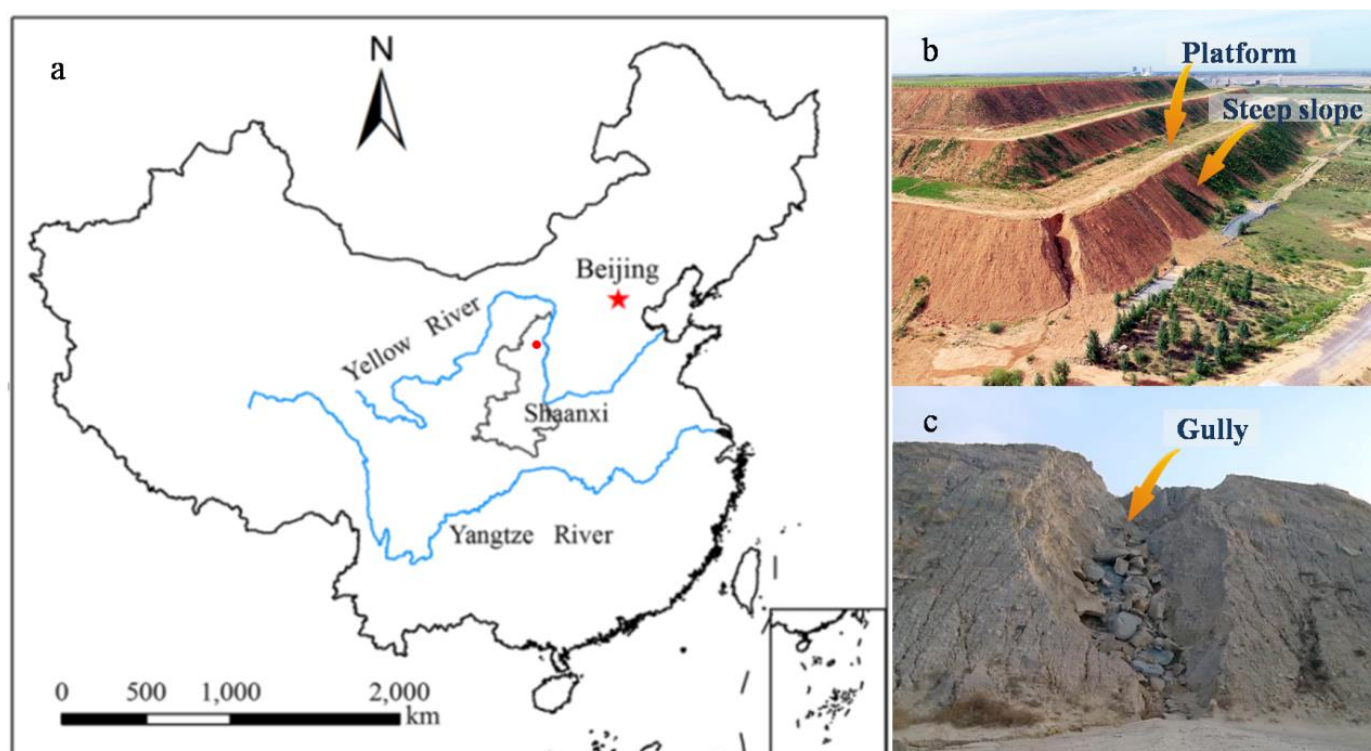 a
N
Beijing
Yellow River
Shaanxi
Yangtze River
0 500 1,000 2,000
km
b
Platform
Steep slope
c
Gully